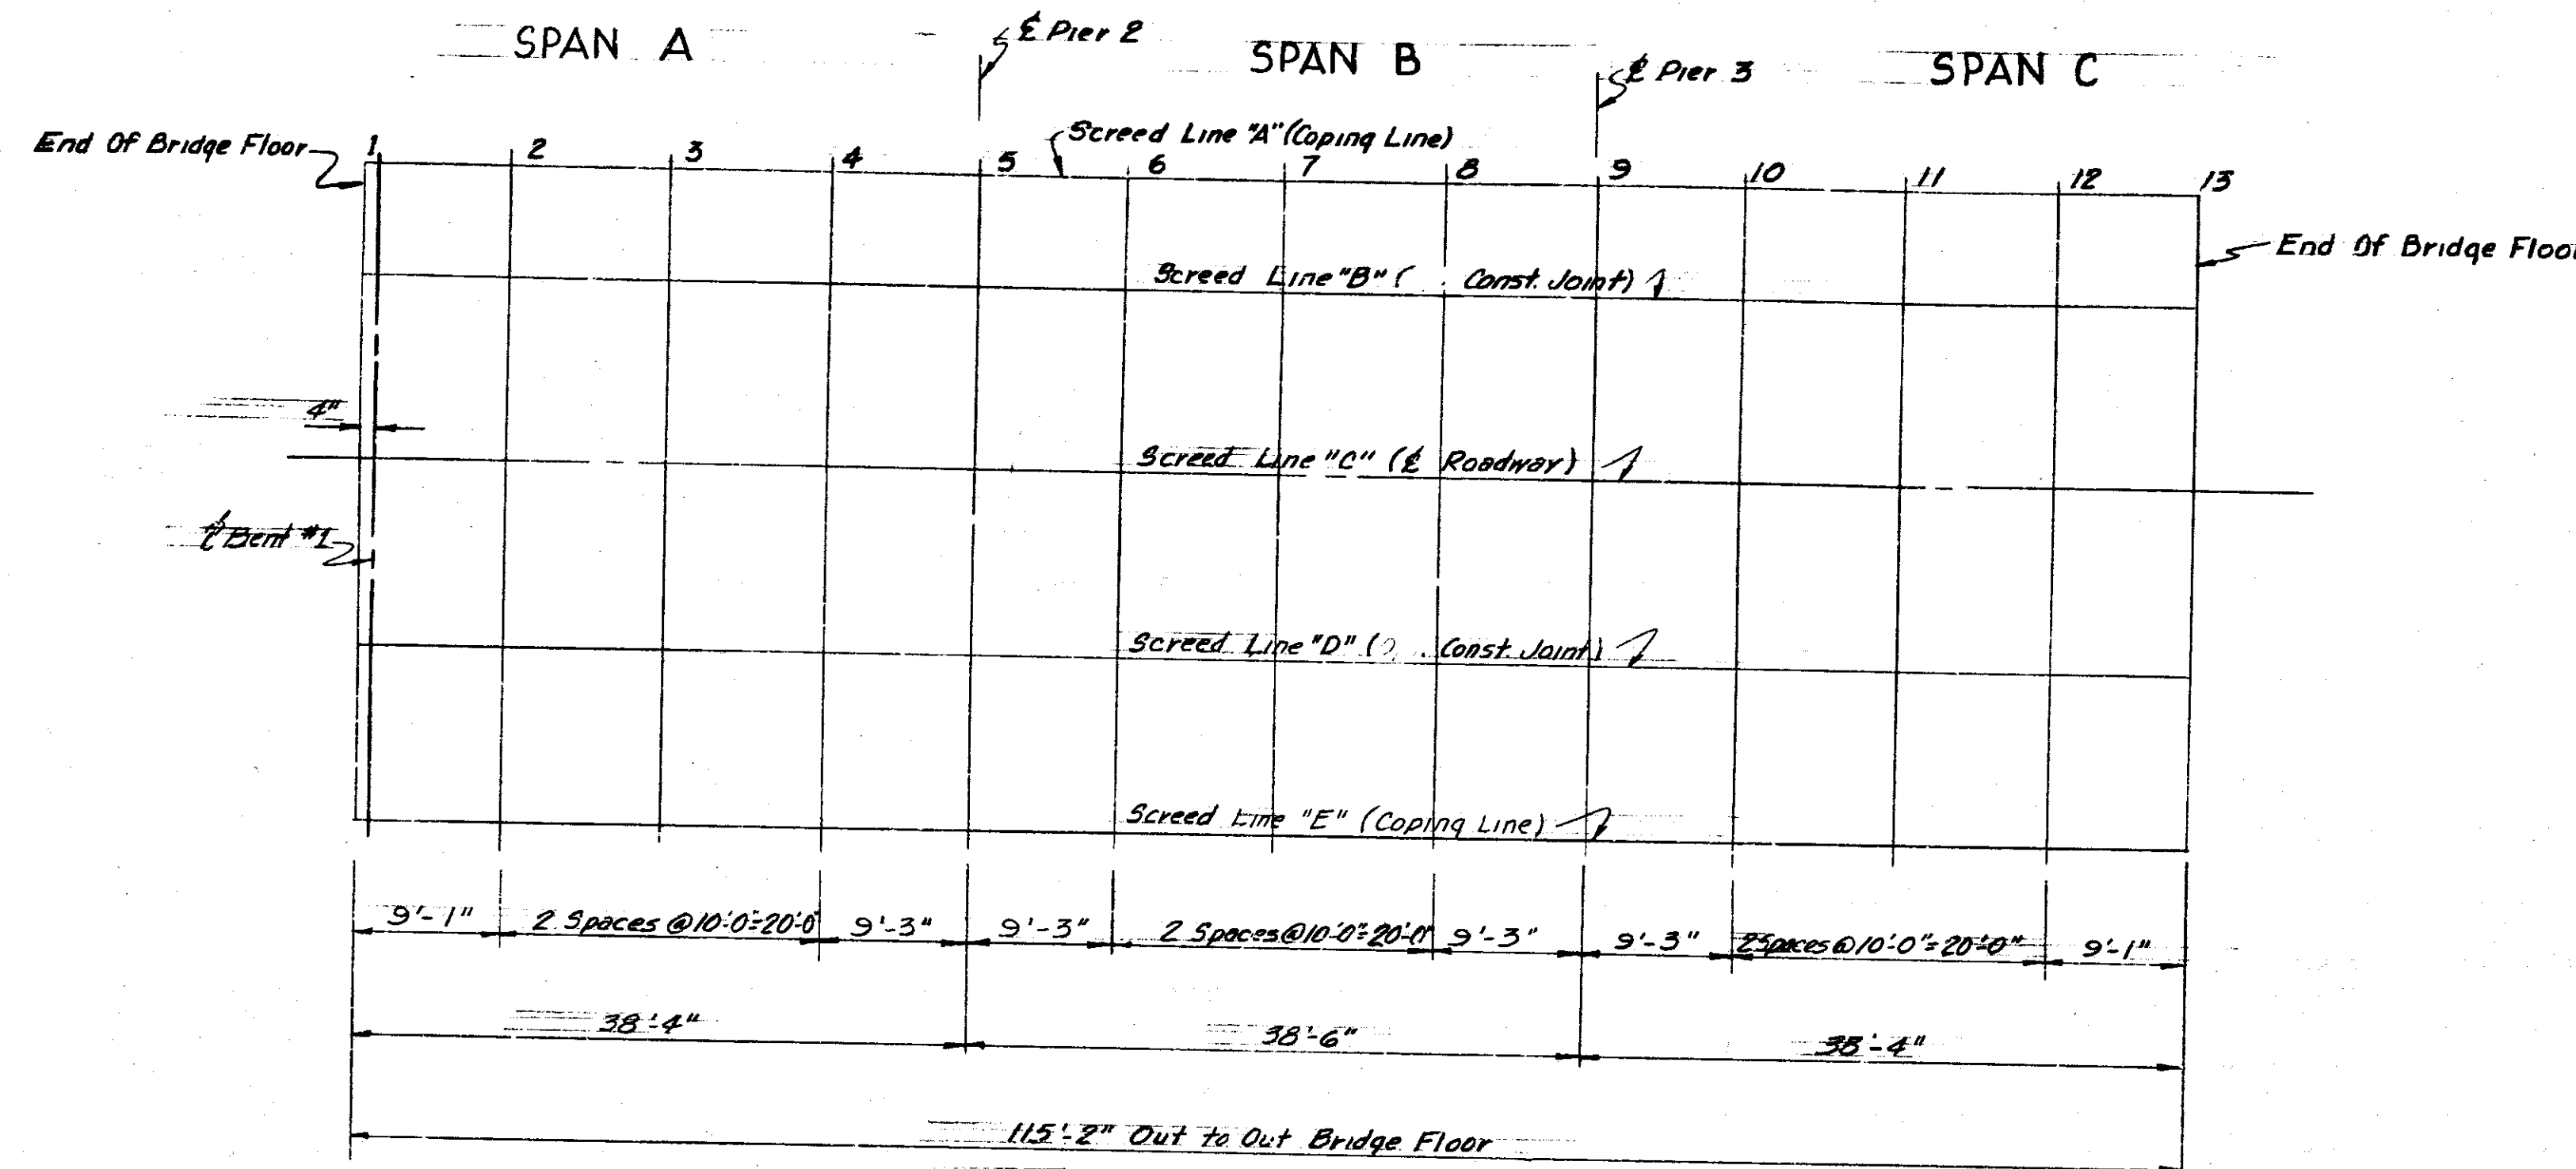 SPAN A
℄ Pier 2
SPAN B
℄ Pier 3
SPAN C
End Of Bridge Floor
Screed Line "A" (Coping Line)
1 2 3 4 5 6 7 8 9 10 11 12 13
End Of Bridge Floor
Screed Line "B" ( Const. Joint)
4"
Screed Line "C" (℄ Roadway)
℄ Bent #1
Screed Line "D" ( Const. Joint)
Screed Line "E" (Coping Line)
9'-1" 2 Spaces @10'-0"=20'-0" 9'-3" 9'-3" 2 Spaces @10'-0"=20'-0" 9'-3" 9'-3" 2 Spaces @10'-0"=20'-0" 9'-1"
38'-4" 38'-6" 38'-4"
115'-2" Out to Out Bridge Floor